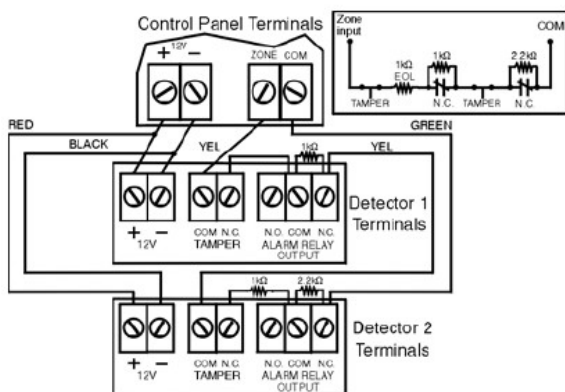 Control Panel Terminals
+ 12V −
ZONE COM
Zone input
COM
1kΩ EOL
1kΩ
2.2kΩ
TAMPER
N.C.
TAMPER
N.C.
RED
BLACK
YEL
GREEN
1kΩ
YEL
Detector 1 Terminals
+ −
12V
COM N.C.
TAMPER
N.O. COM N.C.
ALARM RELAY OUTPUT
1kΩ
2.2kΩ
Detector 2 Terminals
+ −
12V
COM N.C.
TAMPER
N.O. COM N.C.
ALARM RELAY OUTPUT